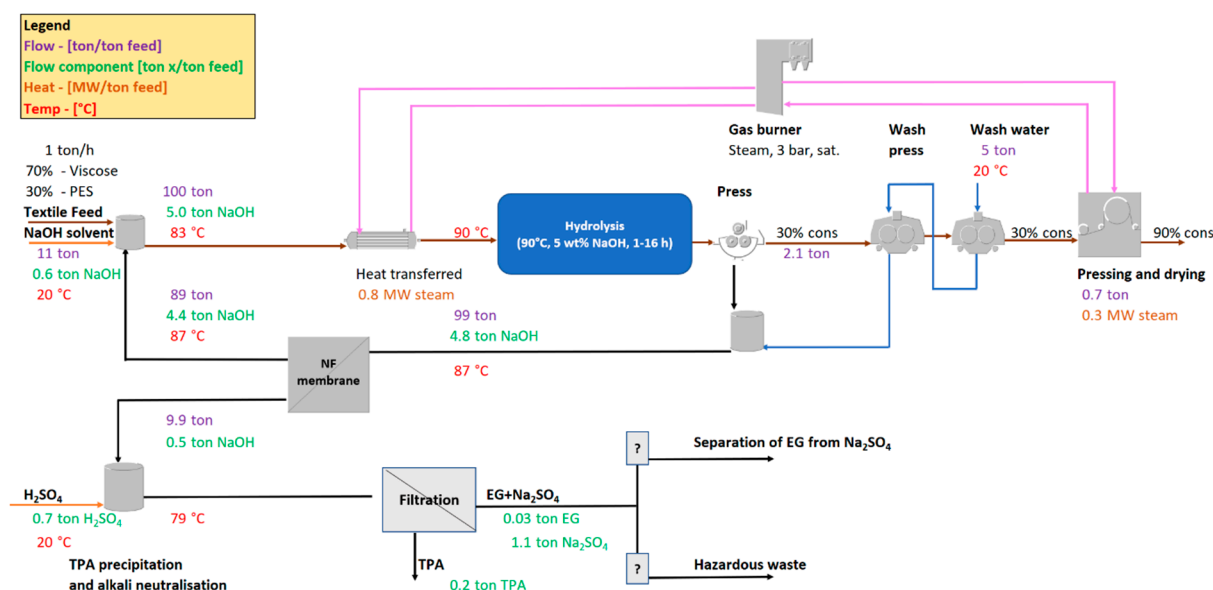 Legend
Flow - [ton/ton feed]
Flow component [ton x/ton feed]
Heat - [MW/ton feed]
Temp - [°C]
1 ton/h
70% - Viscose
30% - PES
Textile Feed
NaOH solvent
11 ton
0.6 ton NaOH
20 °C
100 ton
5.0 ton NaOH
83 °C
Heat transferred
0.8 MW steam
90 °C
Hydrolysis
(90°C, 5 wt% NaOH, 1-16 h)
Gas burner
Steam, 3 bar, sat.
Press
30% cons
2.1 ton
Wash
press
Wash water
5 ton
20 °C
30% cons
90% cons
Pressing and drying
0.7 ton
0.3 MW steam
89 ton
4.4 ton NaOH
87 °C
NF
membrane
99 ton
4.8 ton NaOH
87 °C
9.9 ton
0.5 ton NaOH
H₂SO₄
0.7 ton H₂SO₄
20 °C
79 °C
TPA precipitation
and alkali neutralisation
Filtration
TPA
0.2 ton TPA
EG+Na₂SO₄
0.03 ton EG
1.1 ton Na₂SO₄
?
Separation of EG from Na₂SO₄
?
Hazardous waste